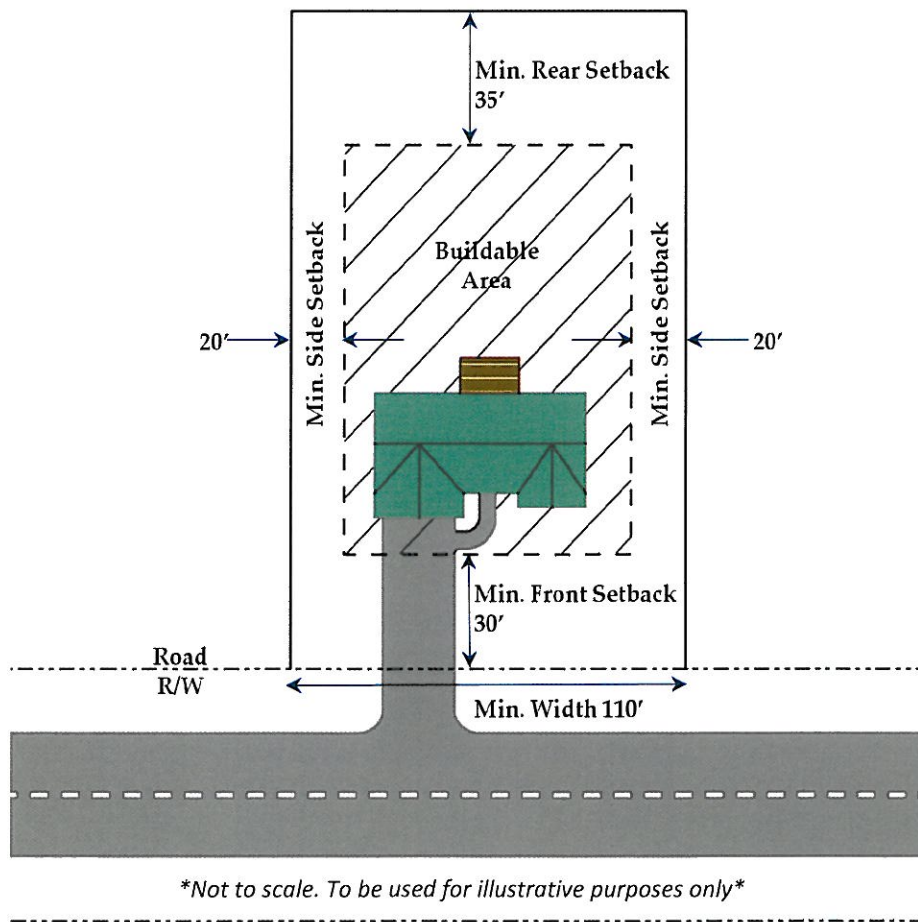 Min. Rear Setback
35'
Min. Side Setback
Buildable
Area
Min. Side Setback
20'
20'
Min. Front Setback
30'
Road
R/W
Min. Width 110'
*Not to scale. To be used for illustrative purposes only*